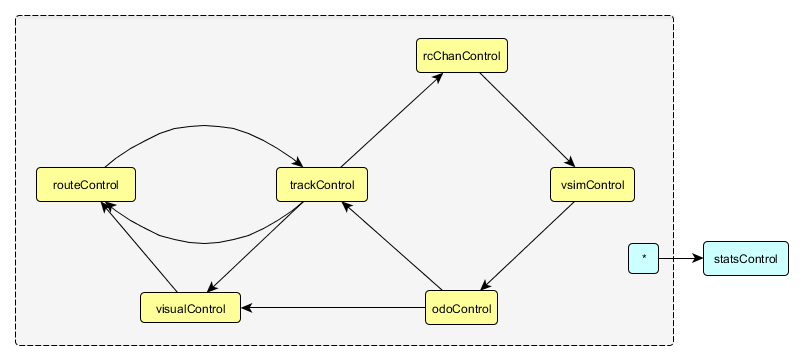 rcChanControl
routeControl
trackControl
vsimControl
*
statsControl
visualControl
odoControl